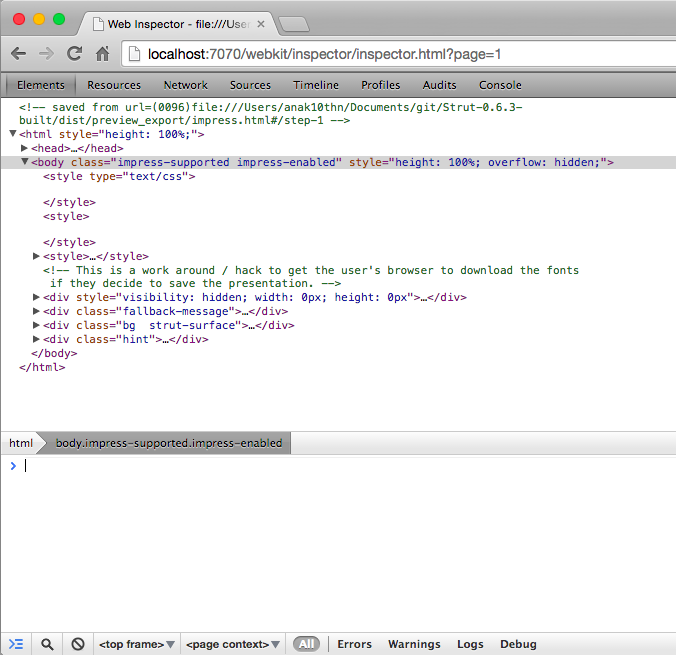 Web Inspector - file:///User
localhost:7070/webkit/inspector/inspector.html?page=1
Elements Resources Network Sources Timeline Profiles Audits Console
<!-- saved from url=(0096)file:///Users/anak10thn/Documents/git/Strut-0.6.3-
built/dist/preview_export/impress.html#/step-1 -->
▼<html style="height: 100%;">
▶<head>…</head>
▼<body class="impress-supported impress-enabled" style="height: 100%; overflow: hidden;">
<style type="text/css">
</style>
<style>
</style>
▶<style>…</style>
<!-- This is a work around / hack to get the user's browser to download the fonts
if they decide to save the presentation. -->
▶<div style="visibility: hidden; width: 0px; height: 0px">…</div>
▶<div class="fallback-message">…</div>
▶<div class="bg  strut-surface">…</div>
▶<div class="hint">…</div>
</body>
</html>
html body.impress-supported.impress-enabled
>
<top frame>▼ <page context>▼ All Errors Warnings Logs Debug